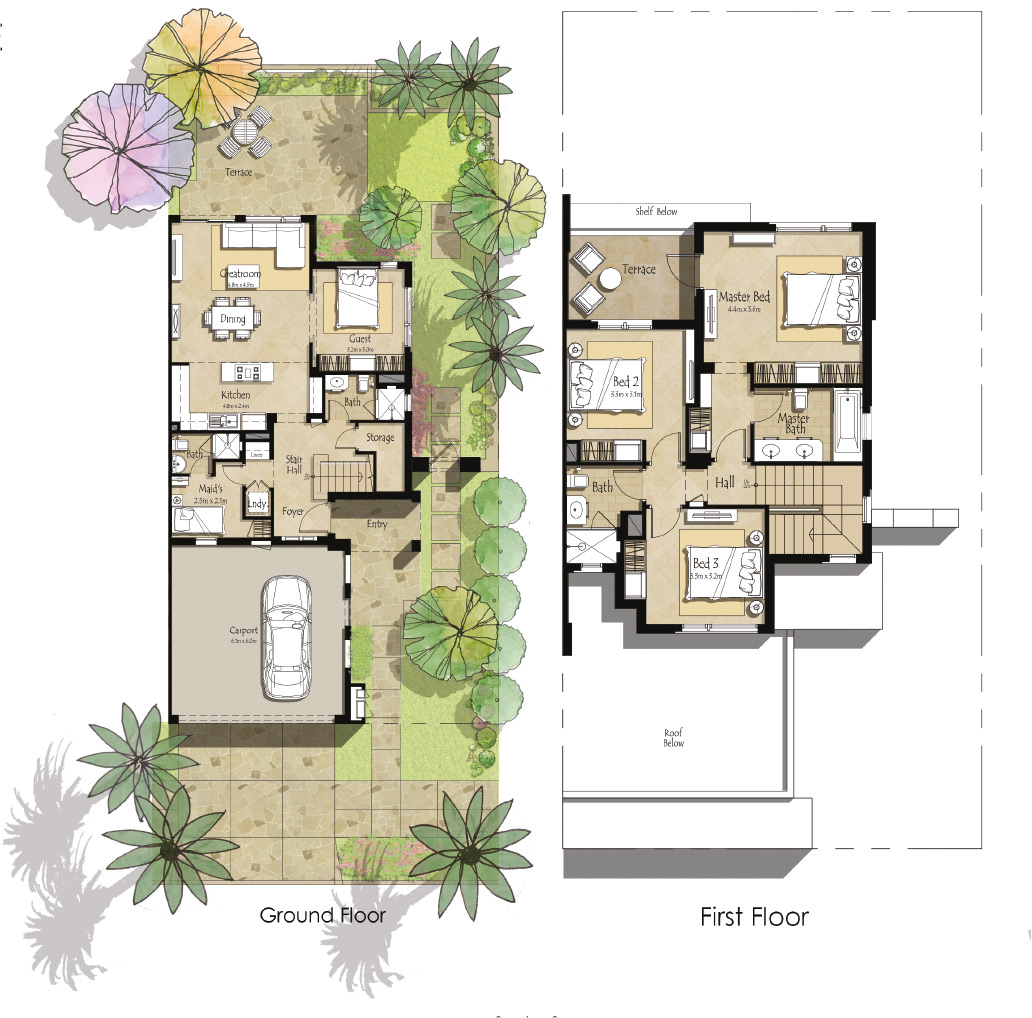 Terrace
Greatroom
4.8m x 4.9m
Dining
Guest
3.2m x 3.0m
Kitchen
4.8m x 2.4m
Bath
Storage
Bath
Linen
Stair
Hall
Maid's
2.5m x 2.1m
Lndy
Foyer
Entry
Carport
6.1m x 6.0m
Ground Floor
Shelf Below
Terrace
Master Bed
4.4m x 3.6m
Bed 2
3.3m x 3.1m
Master
Bath
Hall
Bath
Bed 3
3.3m x 3.2m
Roof
Below
First Floor